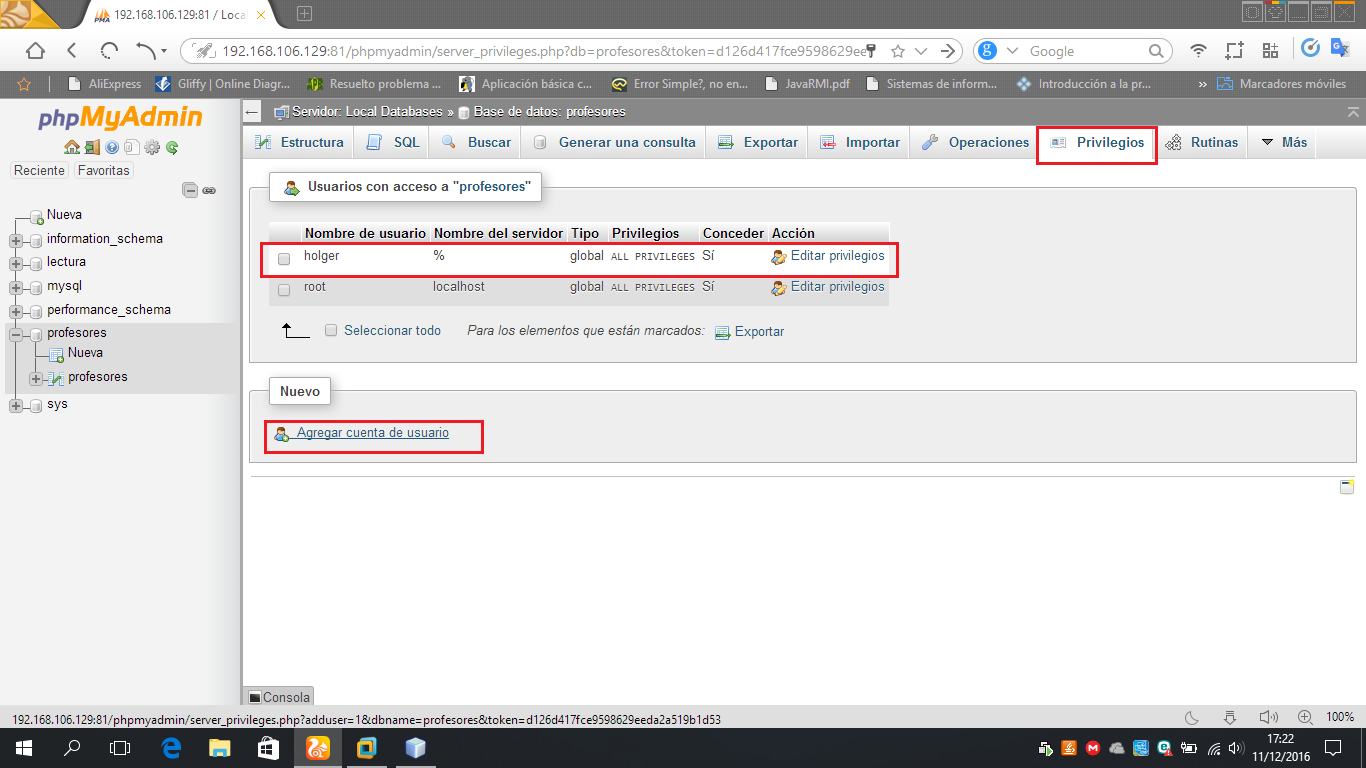 192.168.106.129:81 / Loca
192.168.106.129:81/phpmyadmin/server_privileges.php?db=profesores&token=d126d417fce9598629ee
Google
AliExpress
Gliffy | Online Diagr...
Resuelto problema ...
Aplicación básica c...
Error Simple?, no en...
JavaRMI.pdf
Sistemas de inform...
Introducción a la pr...
»
Marcadores móviles
phpMyAdmin
Reciente
Favoritas
Nueva
information_schema
lectura
mysql
performance_schema
profesores
Nueva
profesores
sys
Servidor: Local Databases » Base de datos: profesores
Estructura
SQL
Buscar
Generar una consulta
Exportar
Importar
Operaciones
Privilegios
Rutinas
Más
Usuarios con acceso a "profesores"
Nombre de usuario Nombre del servidor Tipo Privilegios Conceder Acción
holger % global ALL PRIVILEGES Sí Editar privilegios
root localhost global ALL PRIVILEGES Sí Editar privilegios
Seleccionar todo Para los elementos que están marcados: Exportar
Nuevo
Agregar cuenta de usuario
Consola
192.168.106.129:81/phpmyadmin/server_privileges.php?adduser=1&dbname=profesores&token=d126d417fce9598629eeda2a519b1d53
100%
17:22
11/12/2016